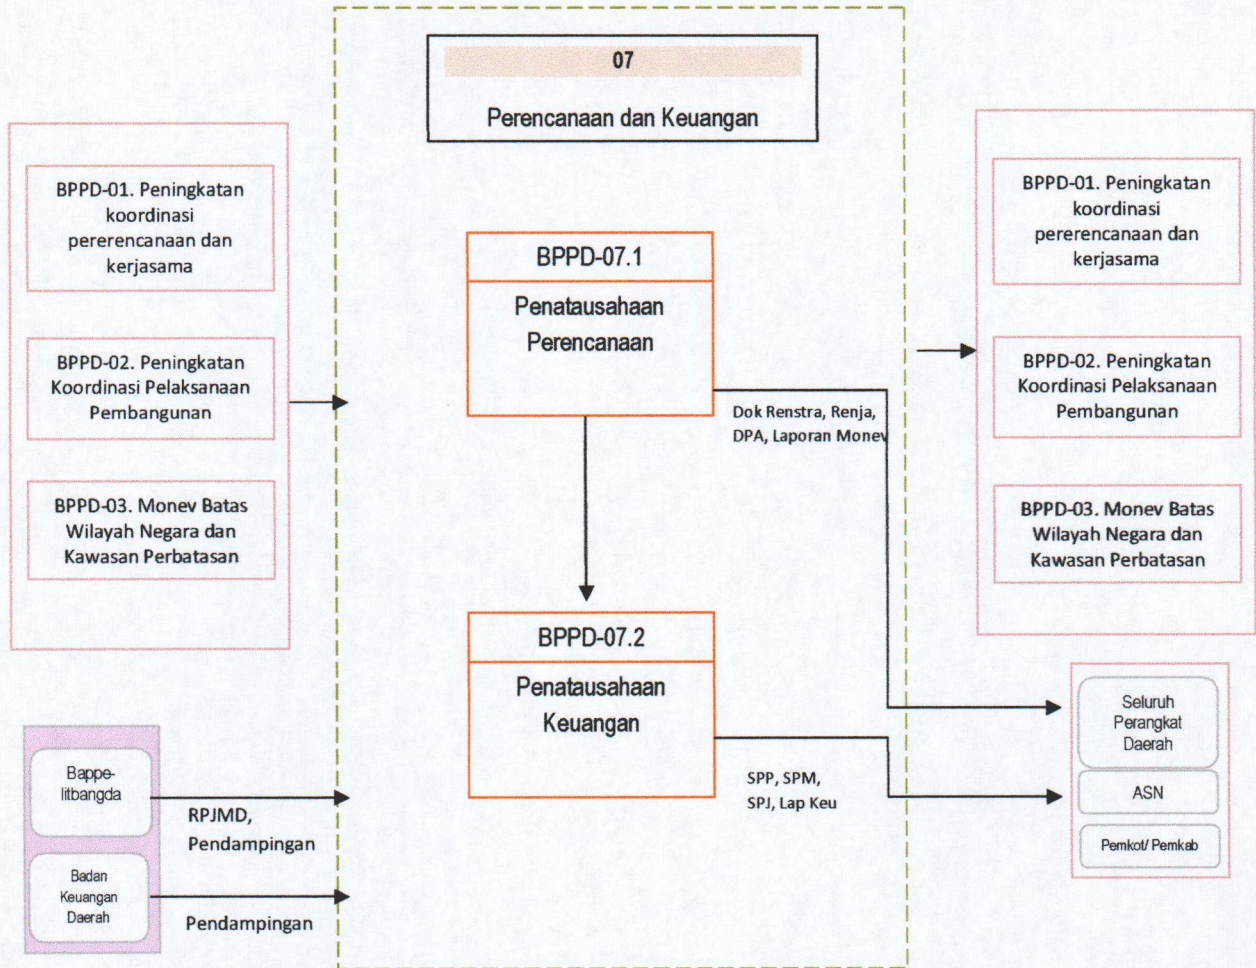 07
Perencanaan dan Keuangan
BPPD-01. Peningkatan
koordinasi
pererencanaan dan
kerjasama
BPPD-02. Peningkatan
Koordinasi Pelaksanaan
Pembangunan
BPPD-03. Monev Batas
Wilayah Negara dan
Kawasan Perbatasan
Bappe-
litbangda
RPJMD,
Pendampingan
Badan
Keuangan
Daerah
Pendampingan
BPPD-07.1
Penatausahaan
Perencanaan
Dok Renstra, Renja,
DPA, Laporan Monev
BPPD-07.2
Penatausahaan
Keuangan
SPP, SPM,
SPJ, Lap Keu
BPPD-01. Peningkatan
koordinasi
pererencanaan dan
kerjasama
BPPD-02. Peningkatan
Koordinasi Pelaksanaan
Pembangunan
BPPD-03. Monev Batas
Wilayah Negara dan
Kawasan Perbatasan
Seluruh
Perangkat
Daerah
ASN
Pemkot/ Pemkab